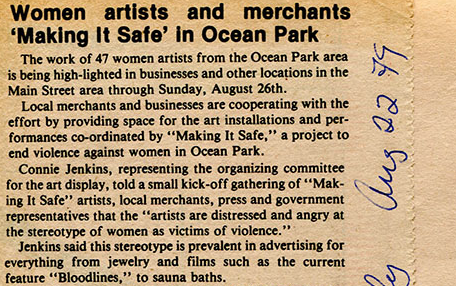 Women artists and merchants
'Making It Safe' in Ocean Park
The work of 47 women artists from the Ocean Park area
is being high-lighted in businesses and other locations in the
Main Street area through Sunday, August 26th.
Local merchants and businesses are cooperating with the
effort by providing space for the art installations and per-
formances co-ordinated by "Making It Safe," a project to
end violence against women in Ocean Park.
Connie Jenkins, representing the organizing committee
for the art display, told a small kick-off gathering of "Mak-
ing It Safe" artists, local merchants, press and government
representatives that the "artists are distressed and angry at
the stereotype of women as victims of violence."
Jenkins said this stereotype is prevalent in advertising for
everything from jewelry and films such as the current
feature "Bloodlines," to sauna baths.
Aug 22 79